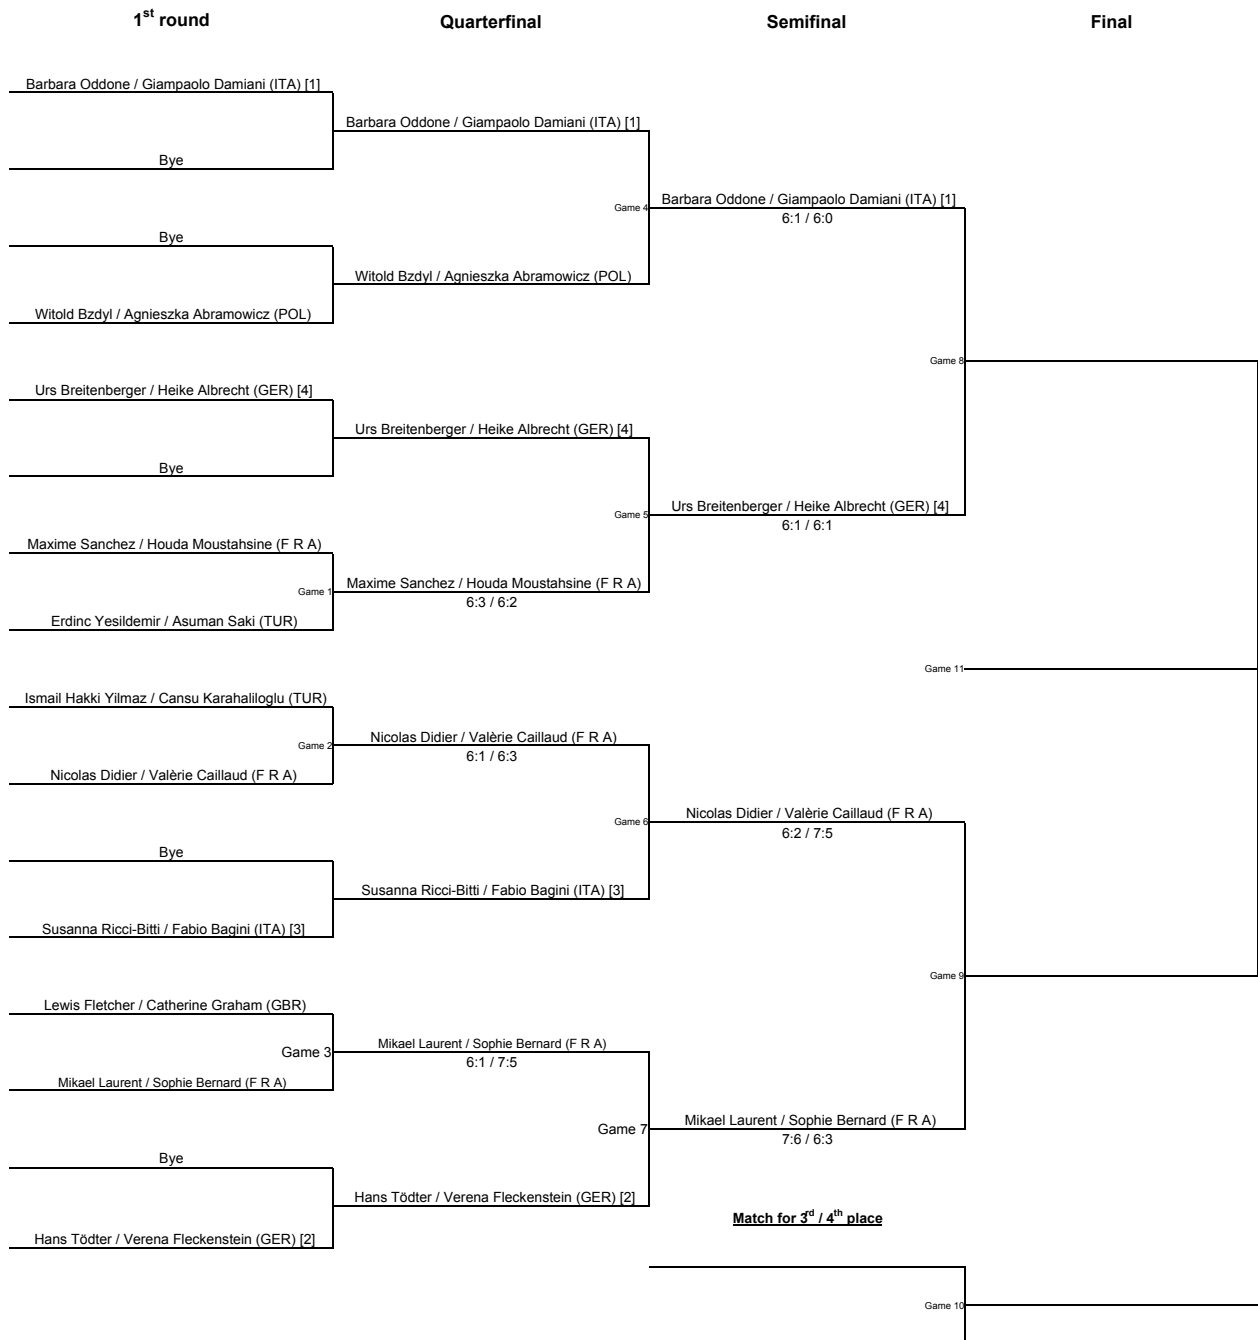 1st round Quarterfinal Semifinal Final
Barbara Oddone / Giampaolo Damiani (ITA) [1]
Barbara Oddone / Giampaolo Damiani (ITA) [1]
Bye
Barbara Oddone / Giampaolo Damiani (ITA) [1]
Game 4
6:1 / 6:0
Bye
Witold Bzdyl / Agnieszka Abramowicz (POL)
Witold Bzdyl / Agnieszka Abramowicz (POL)
Game 8
Urs Breitenberger / Heike Albrecht (GER) [4]
Urs Breitenberger / Heike Albrecht (GER) [4]
Bye
Urs Breitenberger / Heike Albrecht (GER) [4]
Game 5
6:1 / 6:1
Maxime Sanchez / Houda Moustahsine (F R A)
Maxime Sanchez / Houda Moustahsine (F R A)
Game 1
6:3 / 6:2
Erdinc Yesildemir / Asuman Saki (TUR)
Game 11
Ismail Hakki Yilmaz / Cansu Karahaliloglu (TUR)
Nicolas Didier / Valèrie Caillaud (F R A)
Game 2
6:1 / 6:3
Nicolas Didier / Valèrie Caillaud (F R A)
Nicolas Didier / Valèrie Caillaud (F R A)
Game 6
6:2 / 7:5
Bye
Susanna Ricci-Bitti / Fabio Bagini (ITA) [3]
Susanna Ricci-Bitti / Fabio Bagini (ITA) [3]
Game 9
Lewis Fletcher / Catherine Graham (GBR)
Mikael Laurent / Sophie Bernard (F R A)
Game 3
6:1 / 7:5
Mikael Laurent / Sophie Bernard (F R A)
Mikael Laurent / Sophie Bernard (F R A)
Game 7
7:6 / 6:3
Bye
Hans Tödter / Verena Fleckenstein (GER) [2]
Match for 3rd / 4th place
Hans Tödter / Verena Fleckenstein (GER) [2]
Game 10